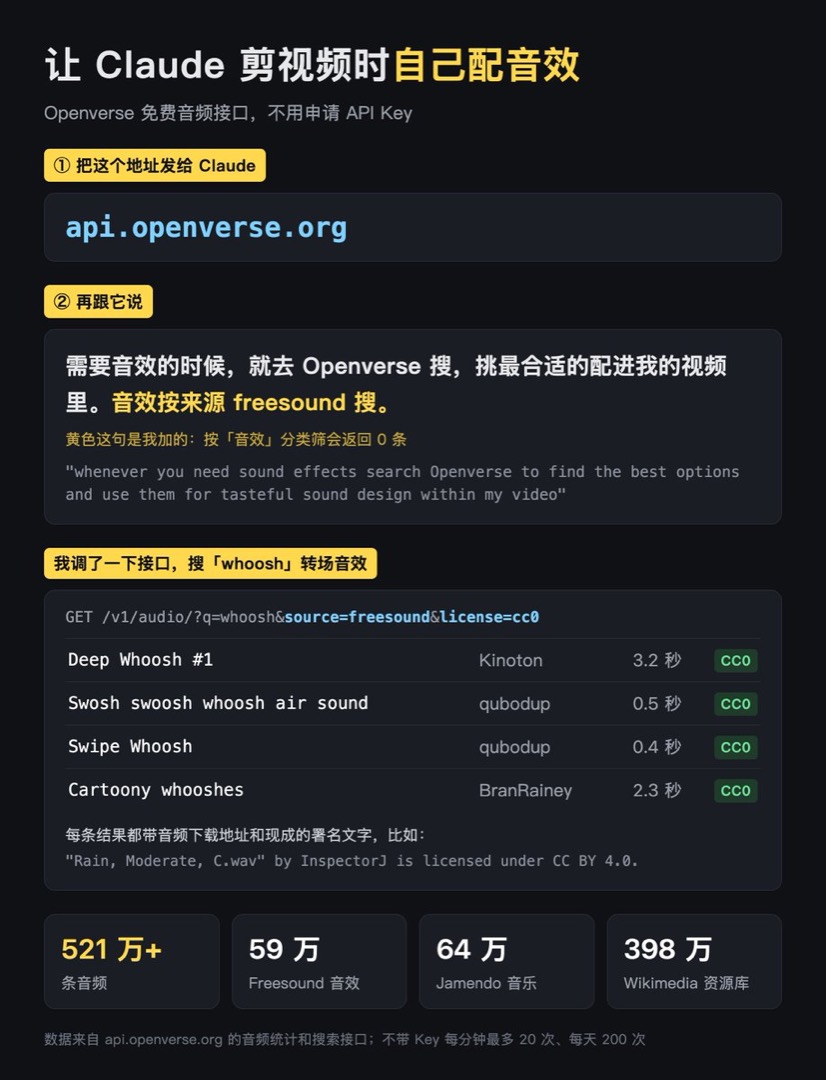 让 Claude 剪视频时自己配音效
Openverse 免费音频接口，不用申请 API Key
① 把这个地址发给 Claude
api.openverse.org
② 再跟它说
需要音效的时候，就去 Openverse 搜，挑最合适的配进我的视频
里。音效按来源 freesound 搜。
黄色这句是我加的：按「音效」分类筛会返回 0 条
"whenever you need sound effects search Openverse to find the best options
and use them for tasteful sound design within my video"
我调了一下接口，搜「whoosh」转场音效
GET /v1/audio/?q=whoosh&source=freesound&license=cc0
Deep Whoosh #1 Kinoton 3.2 秒 CC0
Swosh swoosh whoosh air sound qubodup 0.5 秒 CC0
Swipe Whoosh qubodup 0.4 秒 CC0
Cartoony whooshes BranRainey 2.3 秒 CC0
每条结果都带音频下载地址和现成的署名文字，比如：
"Rain, Moderate, C.wav" by InspectorJ is licensed under CC BY 4.0.
521 万+ 59 万 64 万 398 万
条音频 Freesound 音效 Jamendo 音乐 Wikimedia 资源库
数据来自 api.openverse.org 的音频统计和搜索接口；不带 Key 每分钟最多 20 次、每天 200 次